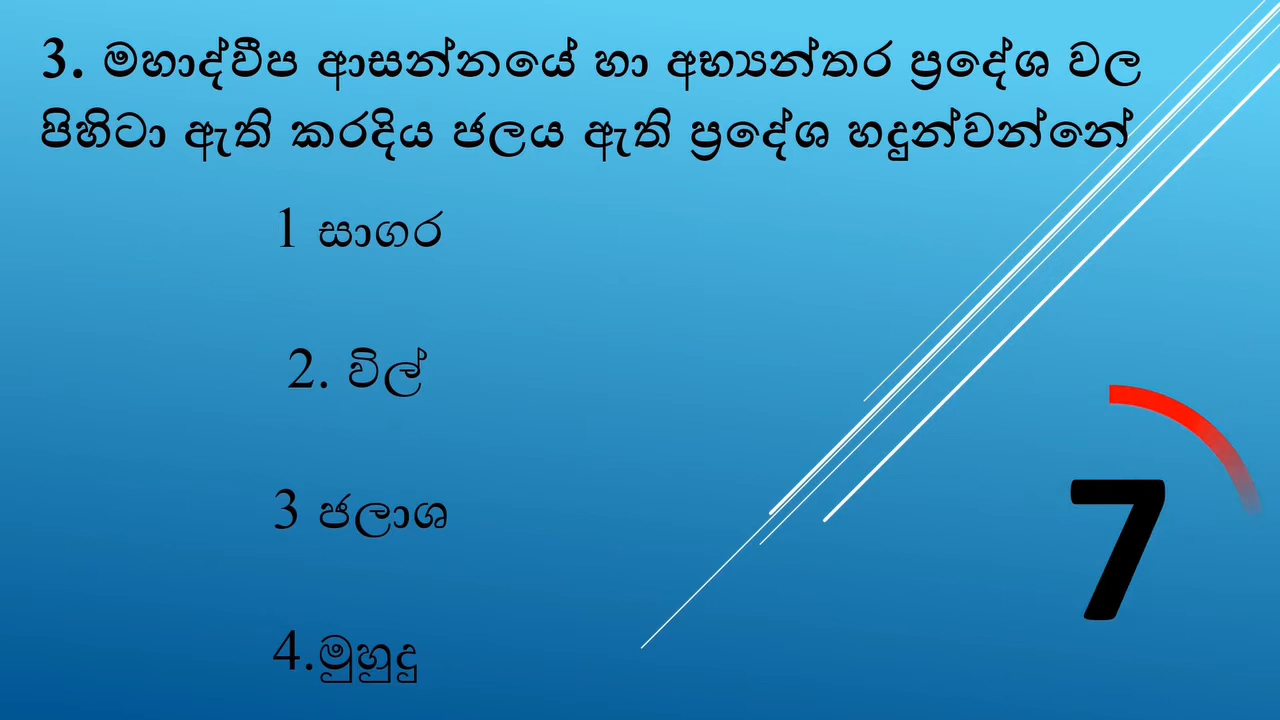 3. මහාද්වීප ආසන්නයේ හා අභ්‍යන්තර ප්‍රදේශ වල
පිහිටා ඇති කරදිය ජලය ඇති ප්‍රදේශ හදුන්වන්නේ
1 සාගර
2. විල්
3 ජලාශ
7
4.මුහුදු